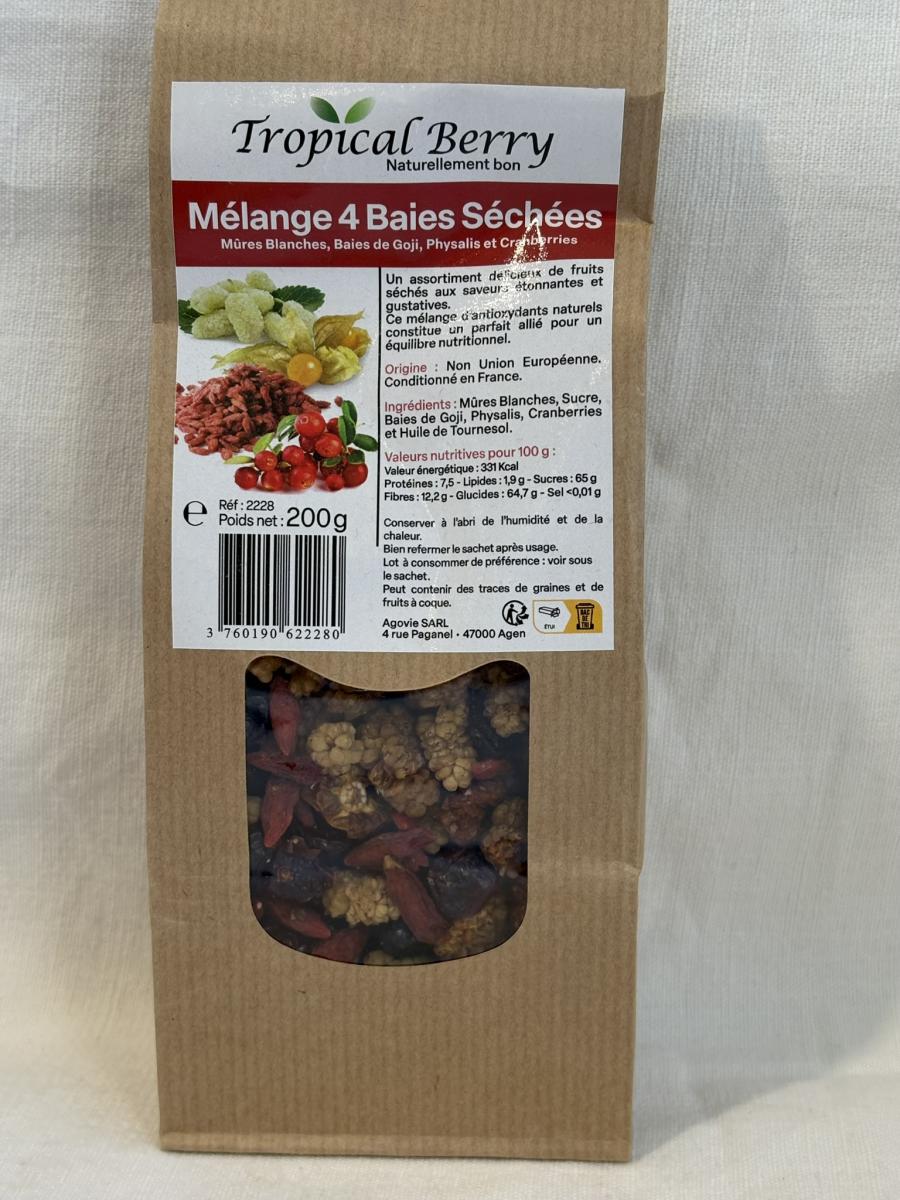 Tropical Berry
Naturellement bon
Mélange 4 Baies Séchées
Mûres Blanches, Baies de Goji, Physalis et Cranberries
Un assortiment délicieux de fruits
séchés aux saveurs étonnantes et
gustatives.
Ce mélange d'antioxydants naturels
constitue un parfait allié pour un
équilibre nutritionnel.
Origine : Non Union Européenne.
Conditionné en France.
Ingrédients : Mûres Blanches, Sucre,
Baies de Goji, Physalis, Cranberries
et Huile de Tournesol.
Valeurs nutritives pour 100 g :
Valeur énergétique : 331 Kcal
Protéines : 7,5 - Lipides : 1,9 g - Sucres : 65 g
Fibres : 12,2 g - Glucides : 64,7 g - Sel <0,01 g
Conserver à l'abri de l'humidité et de la
chaleur.
Bien refermer le sachet après usage.
Lot à consommer de préférence : voir sous
le sachet.
Peut contenir des traces de graines et de
fruits à coque.
Agovie SARL
4 rue Paganel • 47000 Agen
ÉTUI
BAC
DE
TRI
℮
Réf : 2228
Poids net : 200 g
3 760190 622280